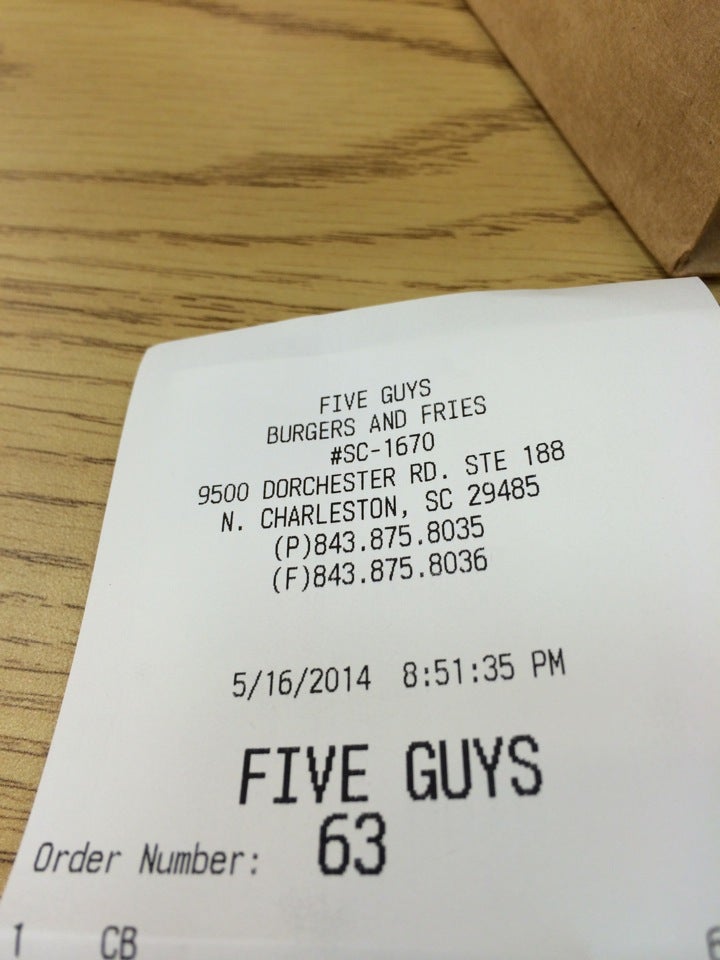 FIVE GUYS
BURGERS AND FRIES
#SC-1670
9500 DORCHESTER RD. STE 188
N. CHARLESTON, SC 29485
(P)843.875.8035
(F)843.875.8036
5/16/2014 8:51:35 PM
FIVE GUYS
Order Number: 63
1 CB